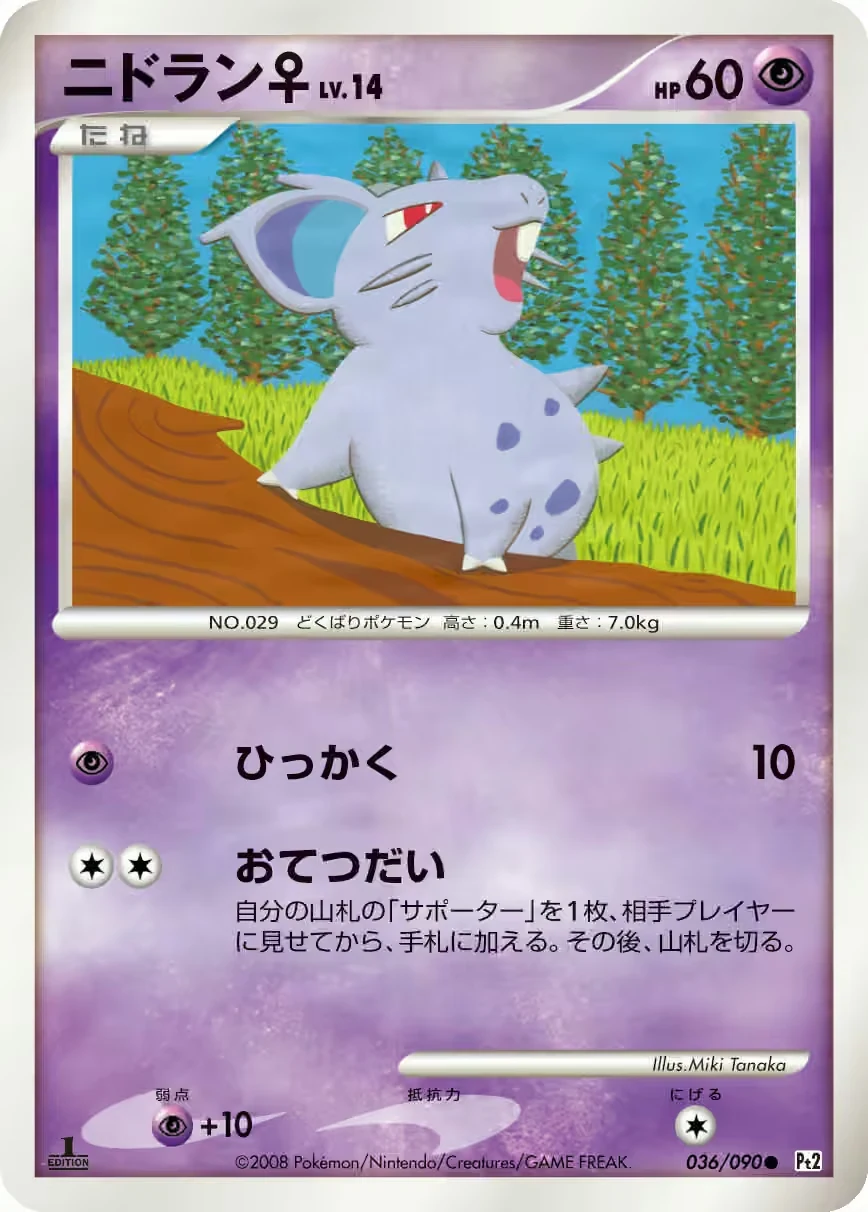 ニドラン♀ LV.14 HP 60
たね
NO.029 どくばりポケモン 高さ:0.4m 重さ:7.0kg
ひっかく 10
おてつだい
自分の山札の「サポーター」を1枚、相手プレイヤー
に見せてから、手札に加える。その後、山札を切る。
Illus.Miki Tanaka
弱点 抵抗力 にげる
+10
1 EDITION
©2008 Pokémon/Nintendo/Creatures/GAME FREAK. 036/090● Pt2